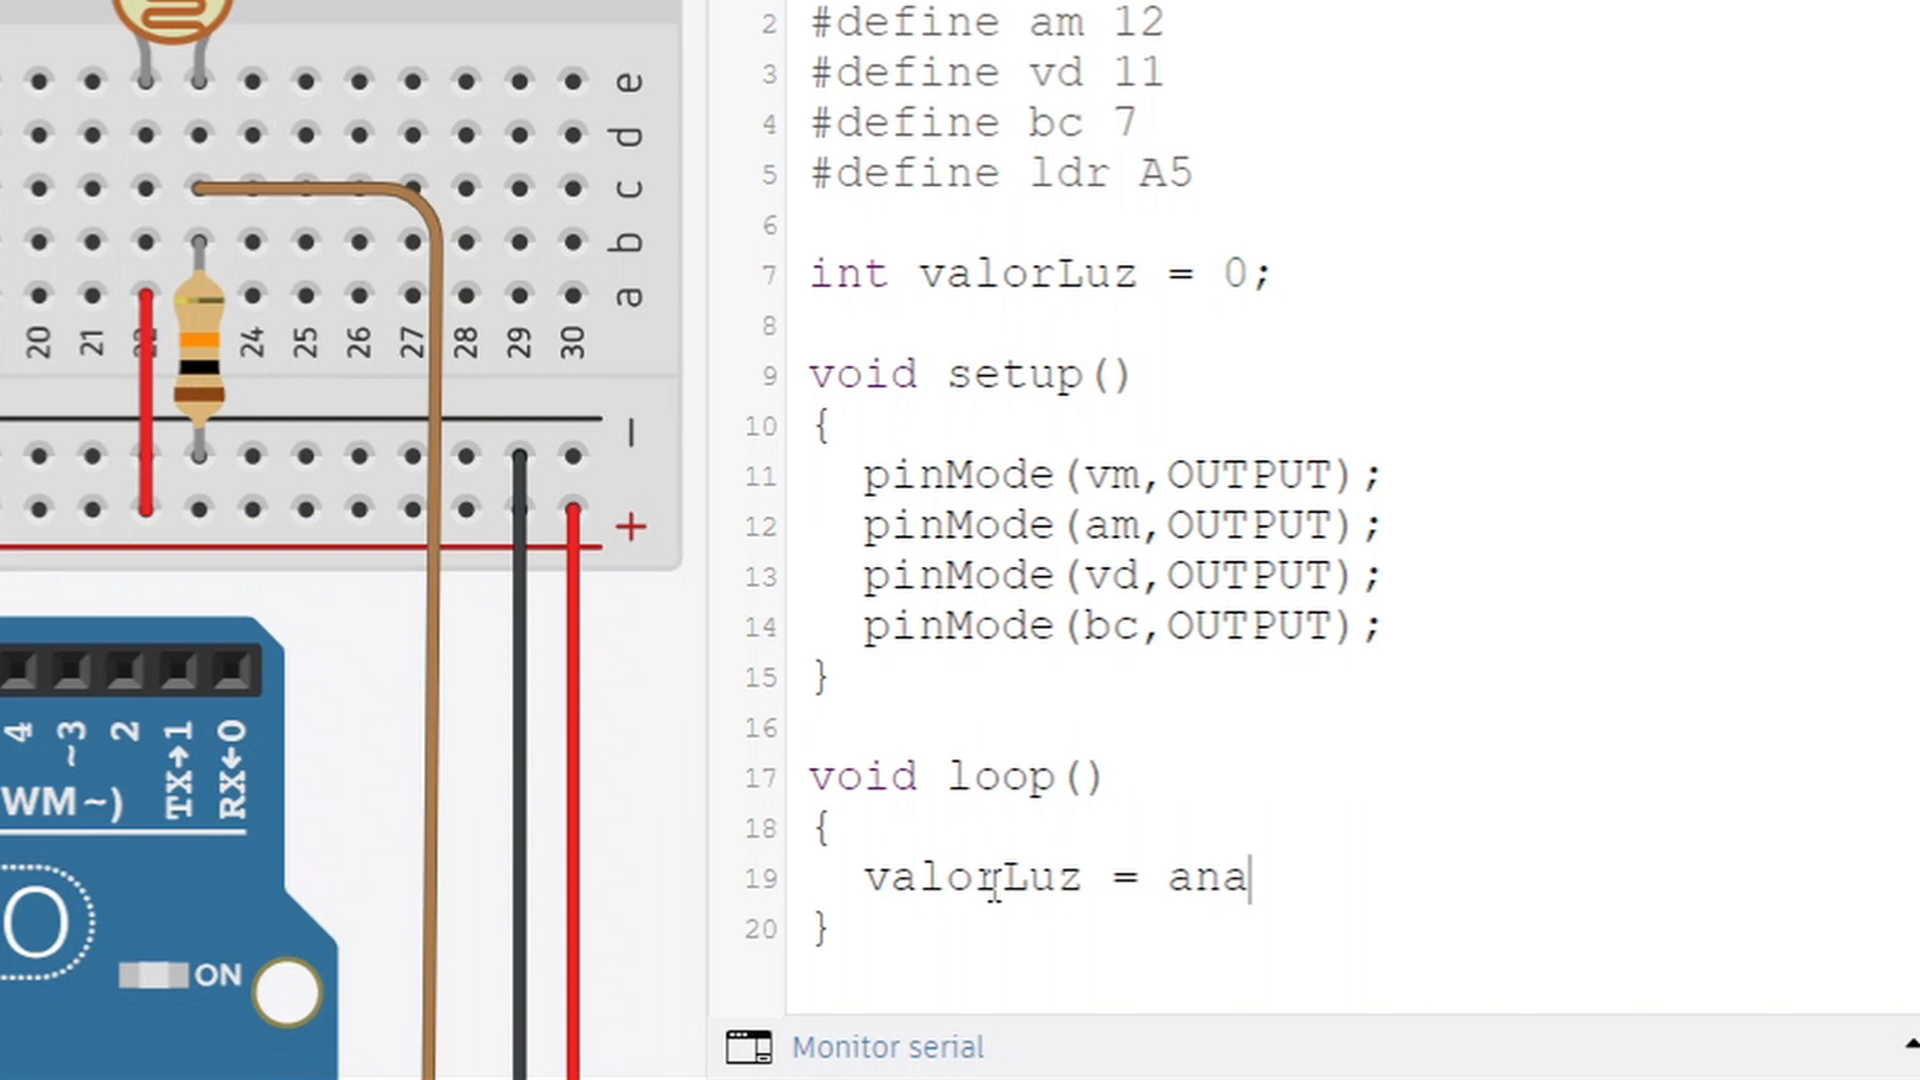 2 #define am 12
3 #define vd 11
4 #define bc 7
5 #define ldr A5
6
7 int valorLuz = 0;
8
9 void setup()
10 {
11 pinMode(vm,OUTPUT);
12 pinMode(am,OUTPUT);
13 pinMode(vd,OUTPUT);
14 pinMode(bc,OUTPUT);
15 }
16
17 void loop()
18 {
19 valorLuz = ana
20 }
Monitor serial
e
d
c
b
a
20 21 22 24 25 26 27 28 29 30
−
+
4 ~3 2 TX→1 RX←0
WM ~)
O
ON